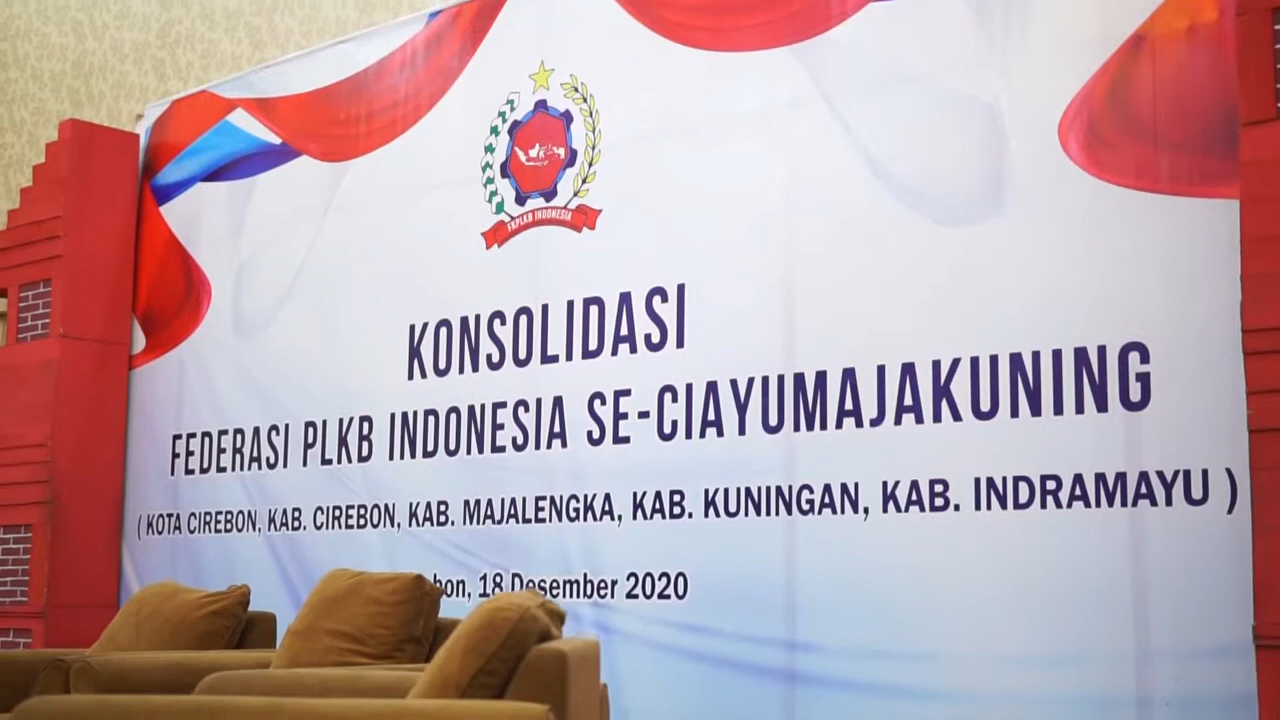 FKPLKB INDONESIA
KONSOLIDASI
FEDERASI PLKB INDONESIA SE-CIAYUMAJAKUNING
( KOTA CIREBON, KAB. CIREBON, KAB. MAJALENGKA, KAB. KUNINGAN, KAB. INDRAMAYU )
18 Desember 2020